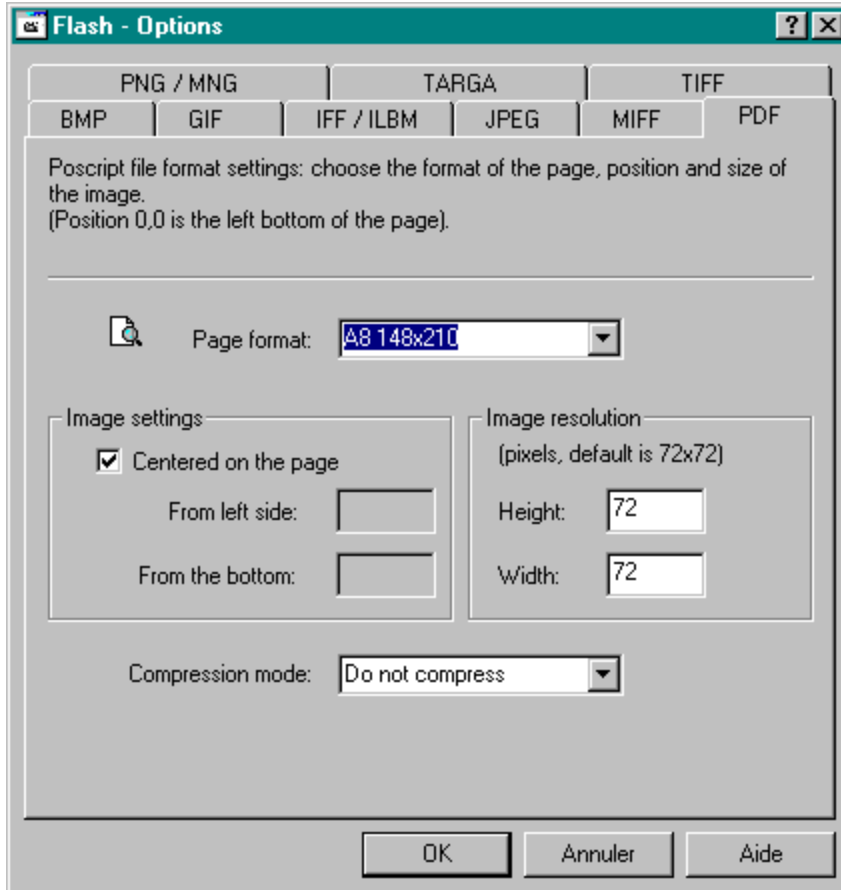 Flash - Options
PNG / MNG TARGA TIFF
BMP GIF IFF / ILBM JPEG MIFF PDF
Poscript file format settings: choose the format of the page, position and size of
the image.
(Position 0,0 is the left bottom of the page).
Page format: A8 148x210
Image settings
Centered on the page
From left side:
From the bottom:
Image resolution
(pixels, default is 72x72)
Height: 72
Width: 72
Compression mode: Do not compress
OK Annuler Aide